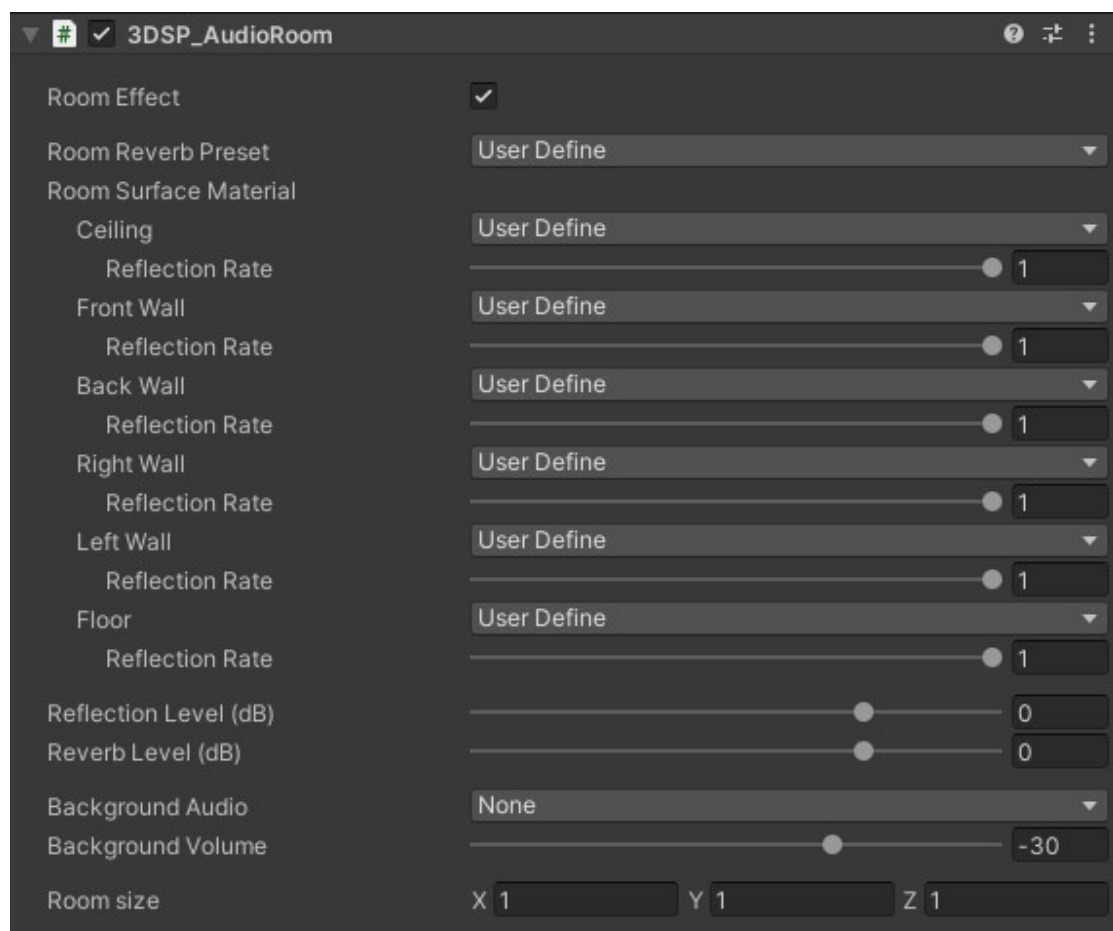 # 3DSP_AudioRoom
Room Effect
Room Reverb Preset User Define
Room Surface Material
Ceiling User Define
Reflection Rate 1
Front Wall User Define
Reflection Rate 1
Back Wall User Define
Reflection Rate 1
Right Wall User Define
Reflection Rate 1
Left Wall User Define
Reflection Rate 1
Floor User Define
Reflection Rate 1
Reflection Level (dB) 0
Reverb Level (dB) 0
Background Audio None
Background Volume -30
Room size X 1 Y 1 Z 1